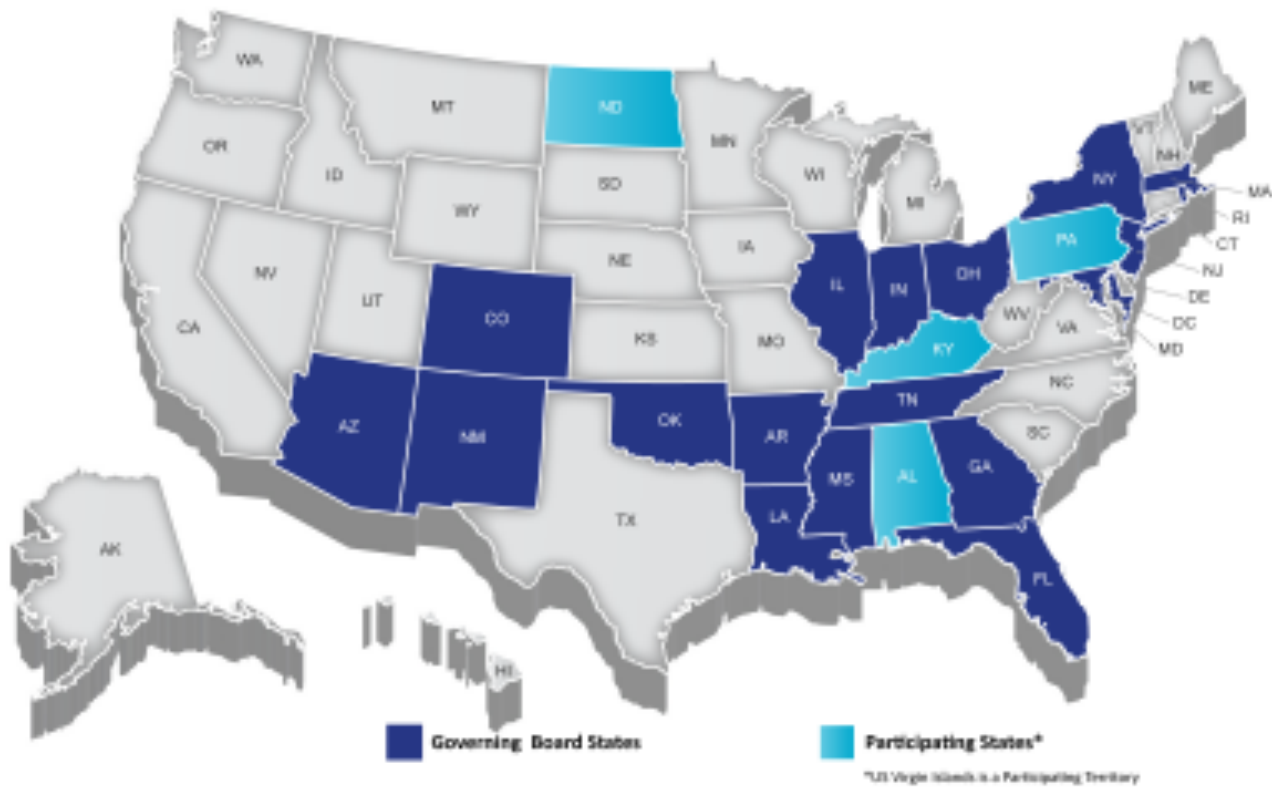 WA
MT
ND
MN
ME
VT
NH
OR
ID
SD
WI
MI
NY
MA
RI
CT
WY
IA
PA
NJ
NE
DE
DC
MD
NV
UT
CO
IL
IN
OH
WV
VA
CA
KS
MO
KY
NC
TN
SC
AZ
NM
OK
AR
MS
AL
GA
LA
TX
FL
AK
HI
Governing Board States
Participating States*
*US Virgin Islands is a Participating Territory